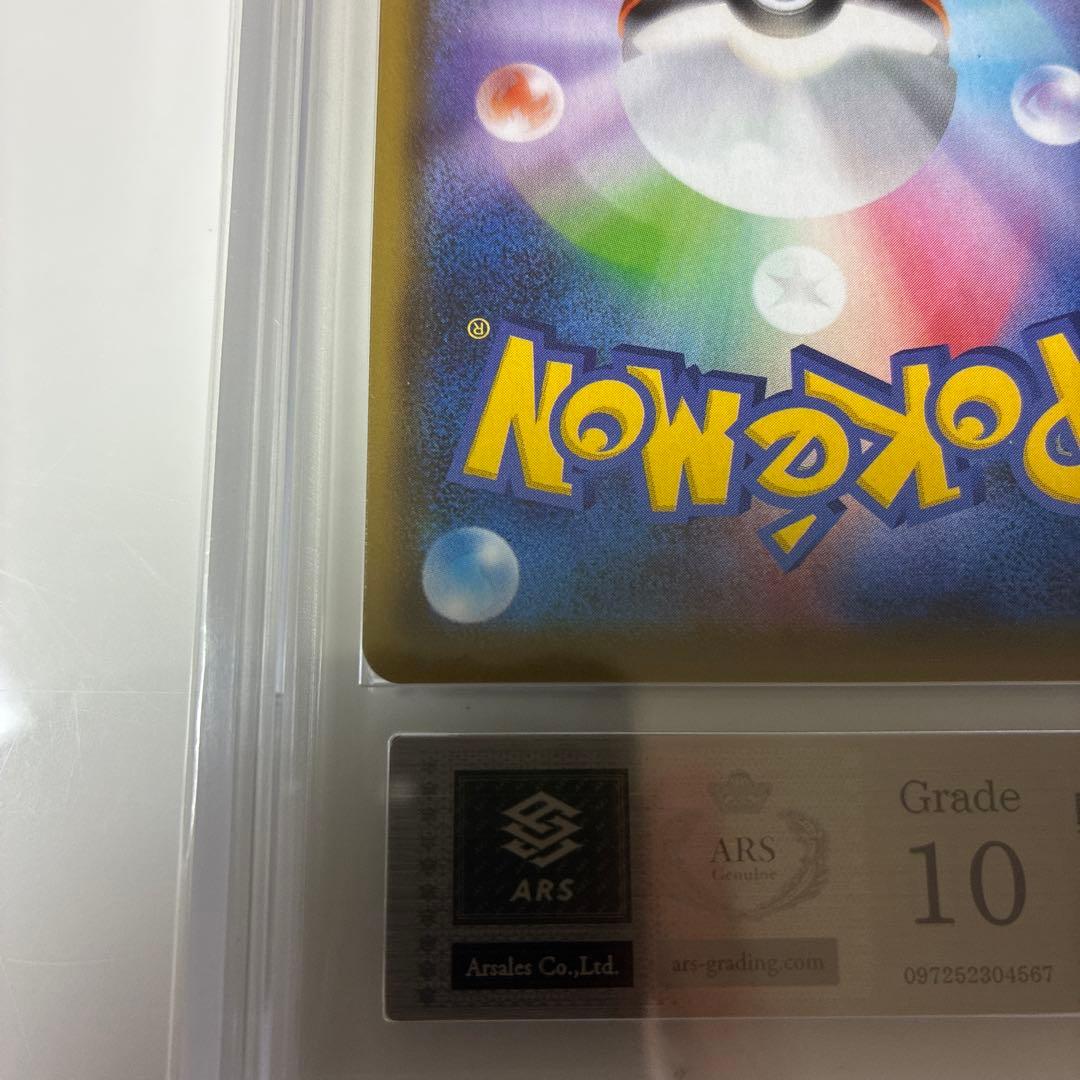 POKéMON
®
ARS
Arsales Co.,Ltd.
ARS
Genuine
ars-grading.com
Grade
10
097252304567